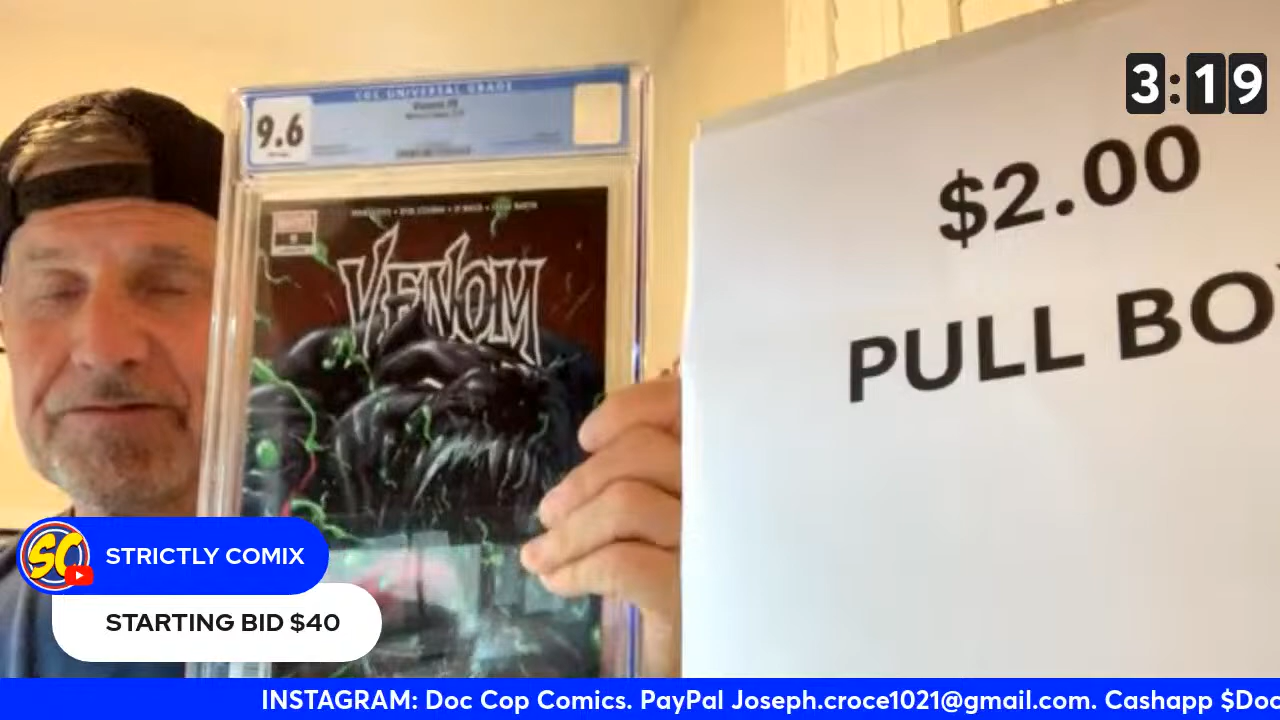 3:19
CGC UNIVERSAL GRADE
9.6
$2.00
PULL BO
VENOM
SC
STRICTLY COMIX
STARTING BID $40
INSTAGRAM: Doc Cop Comics. PayPal Joseph.croce1021@gmail.com. Cashapp $Doc